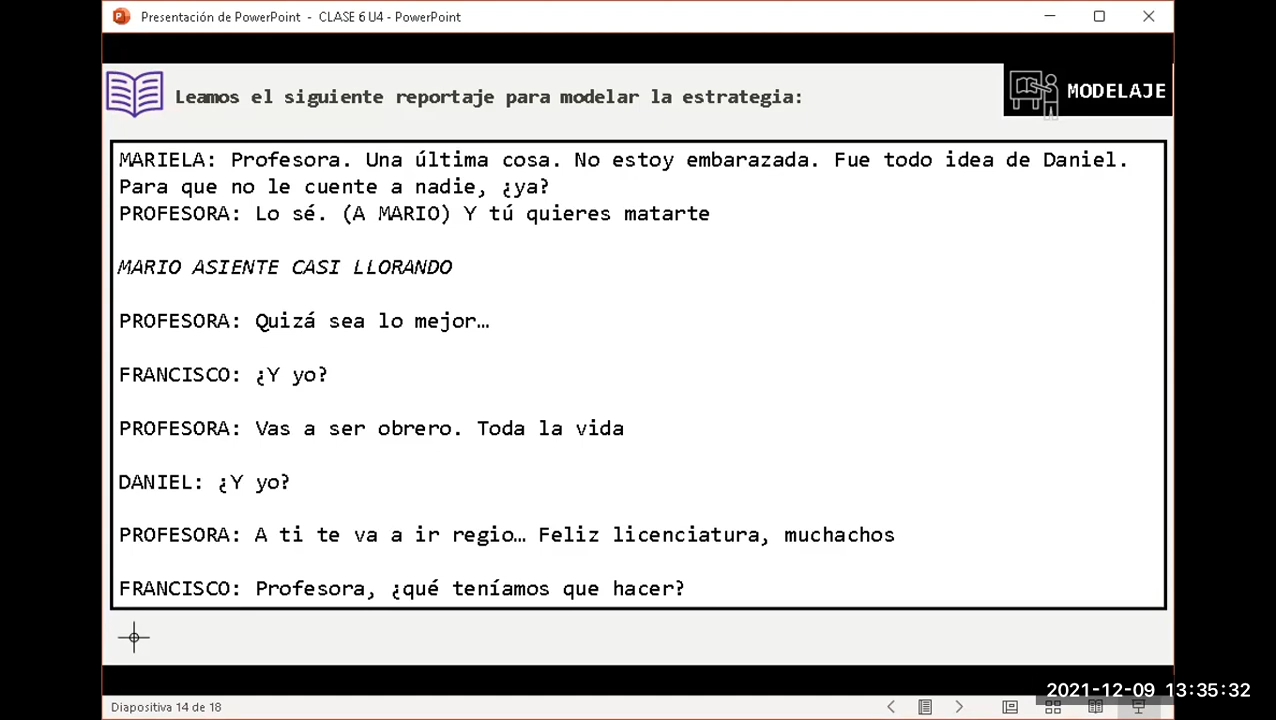 Presentación de PowerPoint - CLASE 6 U4 - PowerPoint
Leamos el siguiente reportaje para modelar la estrategia:
MODELAJE
MARIELA: Profesora. Una última cosa. No estoy embarazada. Fue todo idea de Daniel.
Para que no le cuente a nadie, ¿ya?
PROFESORA: Lo sé. (A MARIO) Y tú quieres matarte
MARIO ASIENTE CASI LLORANDO
PROFESORA: Quizá sea lo mejor…
FRANCISCO: ¿Y yo?
PROFESORA: Vas a ser obrero. Toda la vida
DANIEL: ¿Y yo?
PROFESORA: A ti te va a ir regio… Feliz licenciatura, muchachos
FRANCISCO: Profesora, ¿qué teníamos que hacer?
2021-12-09 13:35:32
Diapositiva 14 de 18